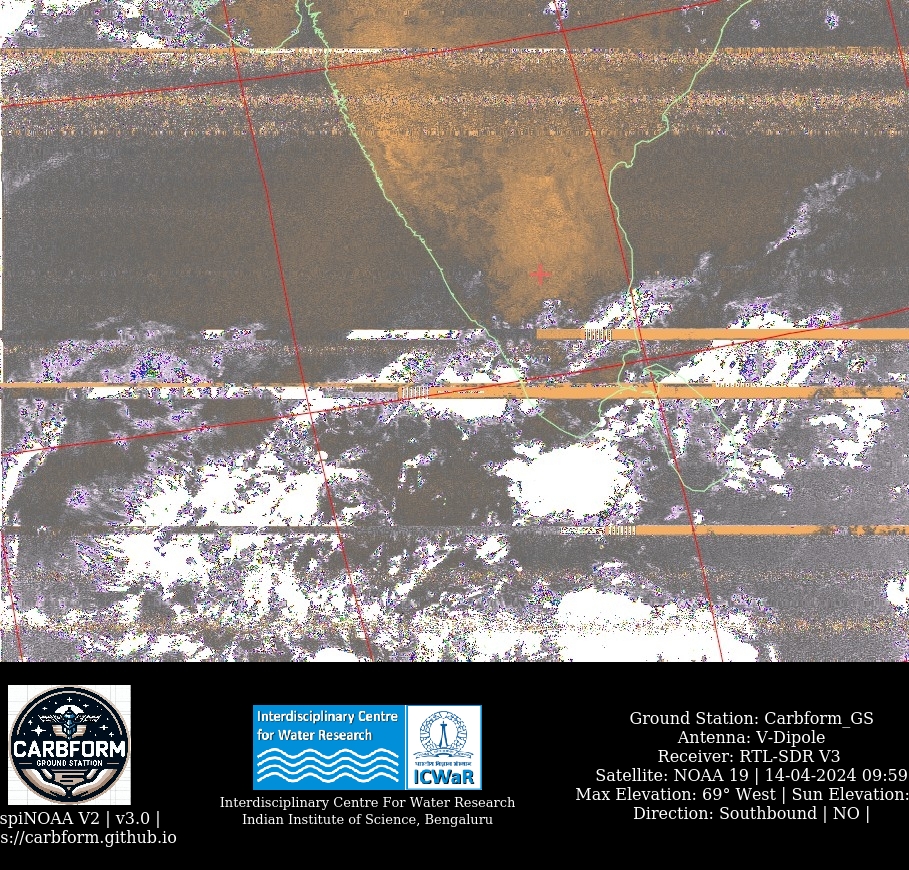 CARBFORM
GROUND STATION
spiNOAA V2 | v3.0 |
s://carbform.github.io
Interdisciplinary Centre
for Water Research
ICWaR
Interdisciplinary Centre For Water Research
Indian Institute of Science, Bengaluru
Ground Station: Carbform_GS
Antenna: V-Dipole
Receiver: RTL-SDR V3
Satellite: NOAA 19 | 14-04-2024 09:59
Max Elevation: 69° West | Sun Elevation:
Direction: Southbound | NO |